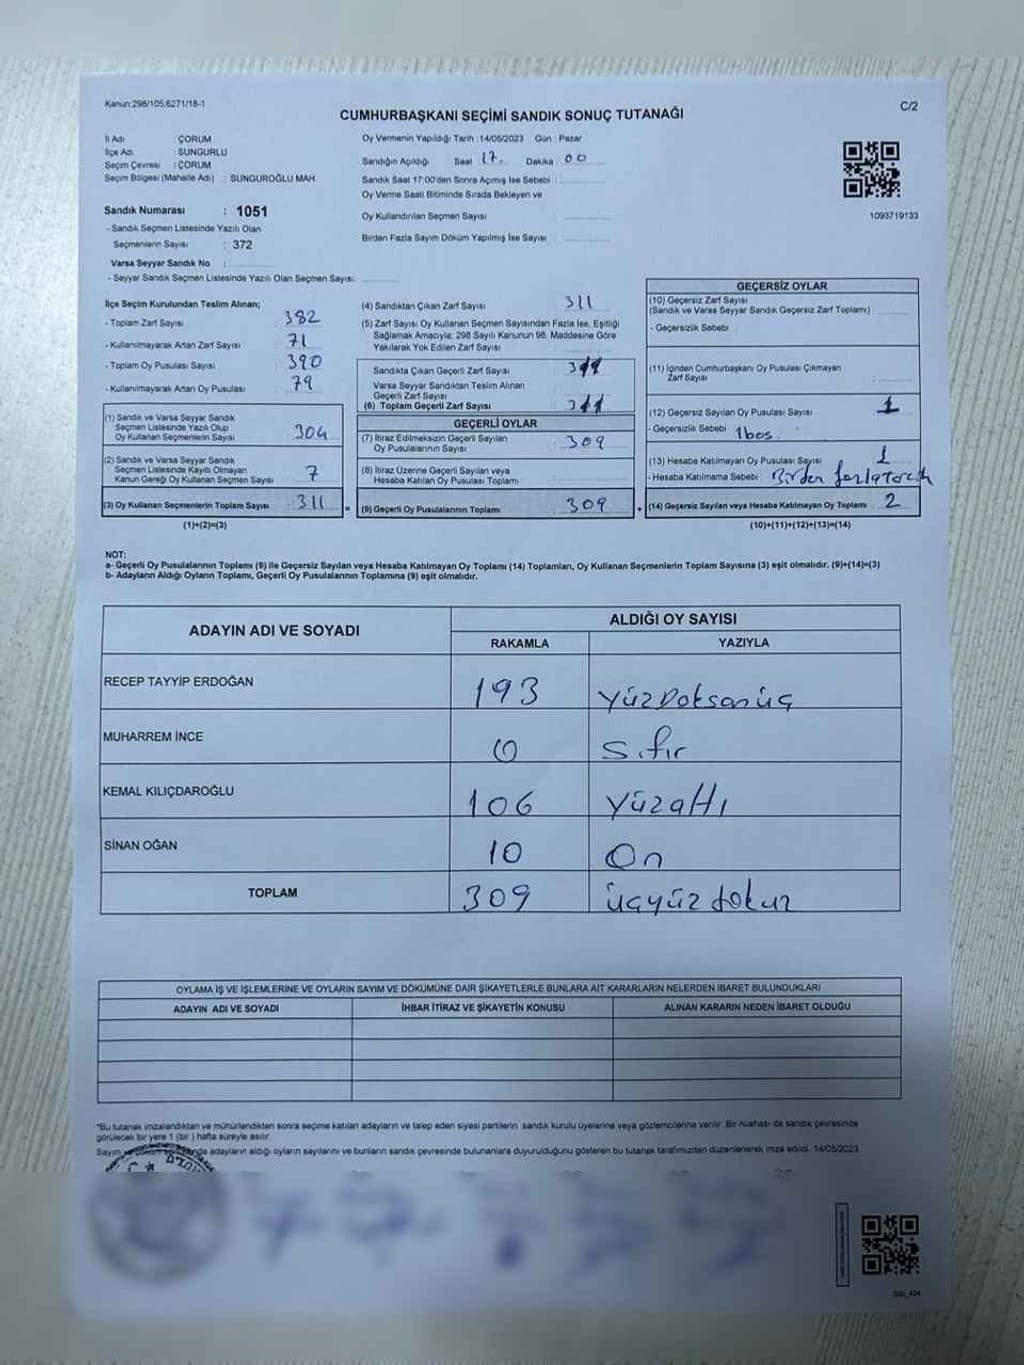 Kanun:298/105;6271/18-1
C/2
CUMHURBAŞKANI SEÇİMİ SANDIK SONUÇ TUTANAĞI
İl Adı : ÇORUM
İlçe Adı : SUNGURLU
Seçim Çevresi : ÇORUM
Seçim Bölgesi (Mahalle Adı) : SUNGUROĞLU MAH.
Sandık Numarası : 1051
- Sandık Seçmen Listesinde Yazılı Olan
Seçmenlerin Sayısı : 372
Varsa Seyyar Sandık No :
- Seyyar Sandık Seçmen Listesinde Yazılı Olan Seçmen Sayısı:
Oy Vermenin Yapıldığı Tarih : 14/05/2023 Gün : Pazar
Sandığın Açıldığı Saat 17. Dakika : 00
Sandık Saat 17:00'den Sonra Açılmış İse Sebebi :
Oy Verme Saati Bitiminde Sırada Bekleyen ve
Oy Kullandırılan Seçmen Sayısı :
Birden Fazla Sayım Döküm Yapılmış İse Sayısı :
1093719133
İlçe Seçim Kurulundan Teslim Alınan;
- Toplam Zarf Sayısı : 382
- Kullanılmayarak Artan Zarf Sayısı : 71
- Toplam Oy Pusulası Sayısı : 390
- Kullanılmayarak Artan Oy Pusulası : 79
(1) Sandık ve Varsa Seyyar Sandık
Seçmen Listesinde Yazılı Olup
Oy Kullanan Seçmenlerin Sayısı 304
(2) Sandık ve Varsa Seyyar Sandık
Seçmen Listesinde Kayıtlı Olmayan
Kanun Gereği Oy Kullanan Seçmen Sayısı 7
(3) Oy Kullanan Seçmenlerin Toplam Sayısı : 311
(1)+(2)=(3)
(4) Sandıktan Çıkan Zarf Sayısı 311
(5) Zarf Sayısı Oy Kullanan Seçmen Sayısından Fazla İse, Eşitliği
Sağlamak Amacıyla; 298 Sayılı Kanunun 98. Maddesine Göre
Yakılarak Yok Edilen Zarf Sayısı
Sandıkta Çıkan Geçerli Zarf Sayısı 311
Varsa Seyyar Sandıktan Teslim Alınan
Geçerli Zarf Sayısı
(6) Toplam Geçerli Zarf Sayısı 311
GEÇERLİ OYLAR
(7) İtiraz Edilmeksizin Geçerli Sayılan
Oy Pusulalarının Sayısı 309
(8) İtiraz Üzerine Geçerli Sayılan veya
Hesaba Katılan Oy Pusulası Toplamı
= (9) Geçerli Oy Pusulalarının Toplamı 309
GEÇERSİZ OYLAR
(10) Geçersiz Zarf Sayısı
(Sandık ve Varsa Seyyar Sandık Geçersiz Zarf Toplamı)
- Geçersizlik Sebebi
(11) İçinden Cumhurbaşkanı Oy Pusulası Çıkmayan
Zarf Sayısı
(12) Geçersiz Sayılan Oy Pusulası Sayısı 1
- Geçersizlik Sebebi 1 boş
(13) Hesaba Katılmayan Oy Pusulası Sayısı 1
- Hesaba Katılmama Sebebi : Birden fazla
+ (14) Geçersiz Sayılan veya Hesaba Katılmayan Oy Toplamı 2
(10)+(11)+(12)+(13)=(14)
NOT:
a- Geçerli Oy Pusulalarının Toplamı (9) ile Geçersiz Sayılan veya Hesaba Katılmayan Oy Toplamı (14) Toplamları, Oy Kullanan Seçmenlerin Toplam Sayısına (3) eşit olmalıdır. (9)+(14)=(3)
b- Adayların Aldığı Oyların Toplamı, Geçerli Oy Pusulalarının Toplamına (9) eşit olmalıdır.
ADAYIN ADI VE SOYADI
ALDIĞI OY SAYISI
RAKAMLA YAZIYLA
RECEP TAYYİP ERDOĞAN 193 YüzDoksanüç
MUHARREM İNCE 0 Sıfır
KEMAL KILIÇDAROĞLU 106 Yüzaltı
SİNAN OĞAN 10 On
TOPLAM 309 üçyüz dokuz
OYLAMA İŞ VE İŞLEMLERİNE VE OYLARIN SAYIM VE DÖKÜMÜNE DAİR ŞİKAYETLERLE BUNLARA AİT KARARLARIN NELERDEN İBARET BULUNDUKLARI
ADAYIN ADI VE SOYADI İHBAR İTİRAZ VE ŞİKAYETİN KONUSU ALINAN KARARIN NEDEN İBARET OLDUĞU
*Bu tutanak imzalandıktan ve mühürlendikten sonra seçime katılan adayların ve talep eden siyasi partilerin sandık kurulu üyelerine veya gözlemcilerine verilir. Bir nüshası da sandık çevresinde
görülecek bir yere 1 (bir) hafta süreyle asılır.
Sayım adayların aldığı oyların sayılarını ve bunların sandık çevresinde bulunanlara duyurulduğunu gösteren bu tutanak tarafımızdan düzenlenerek imza edildi. 14/05/2023